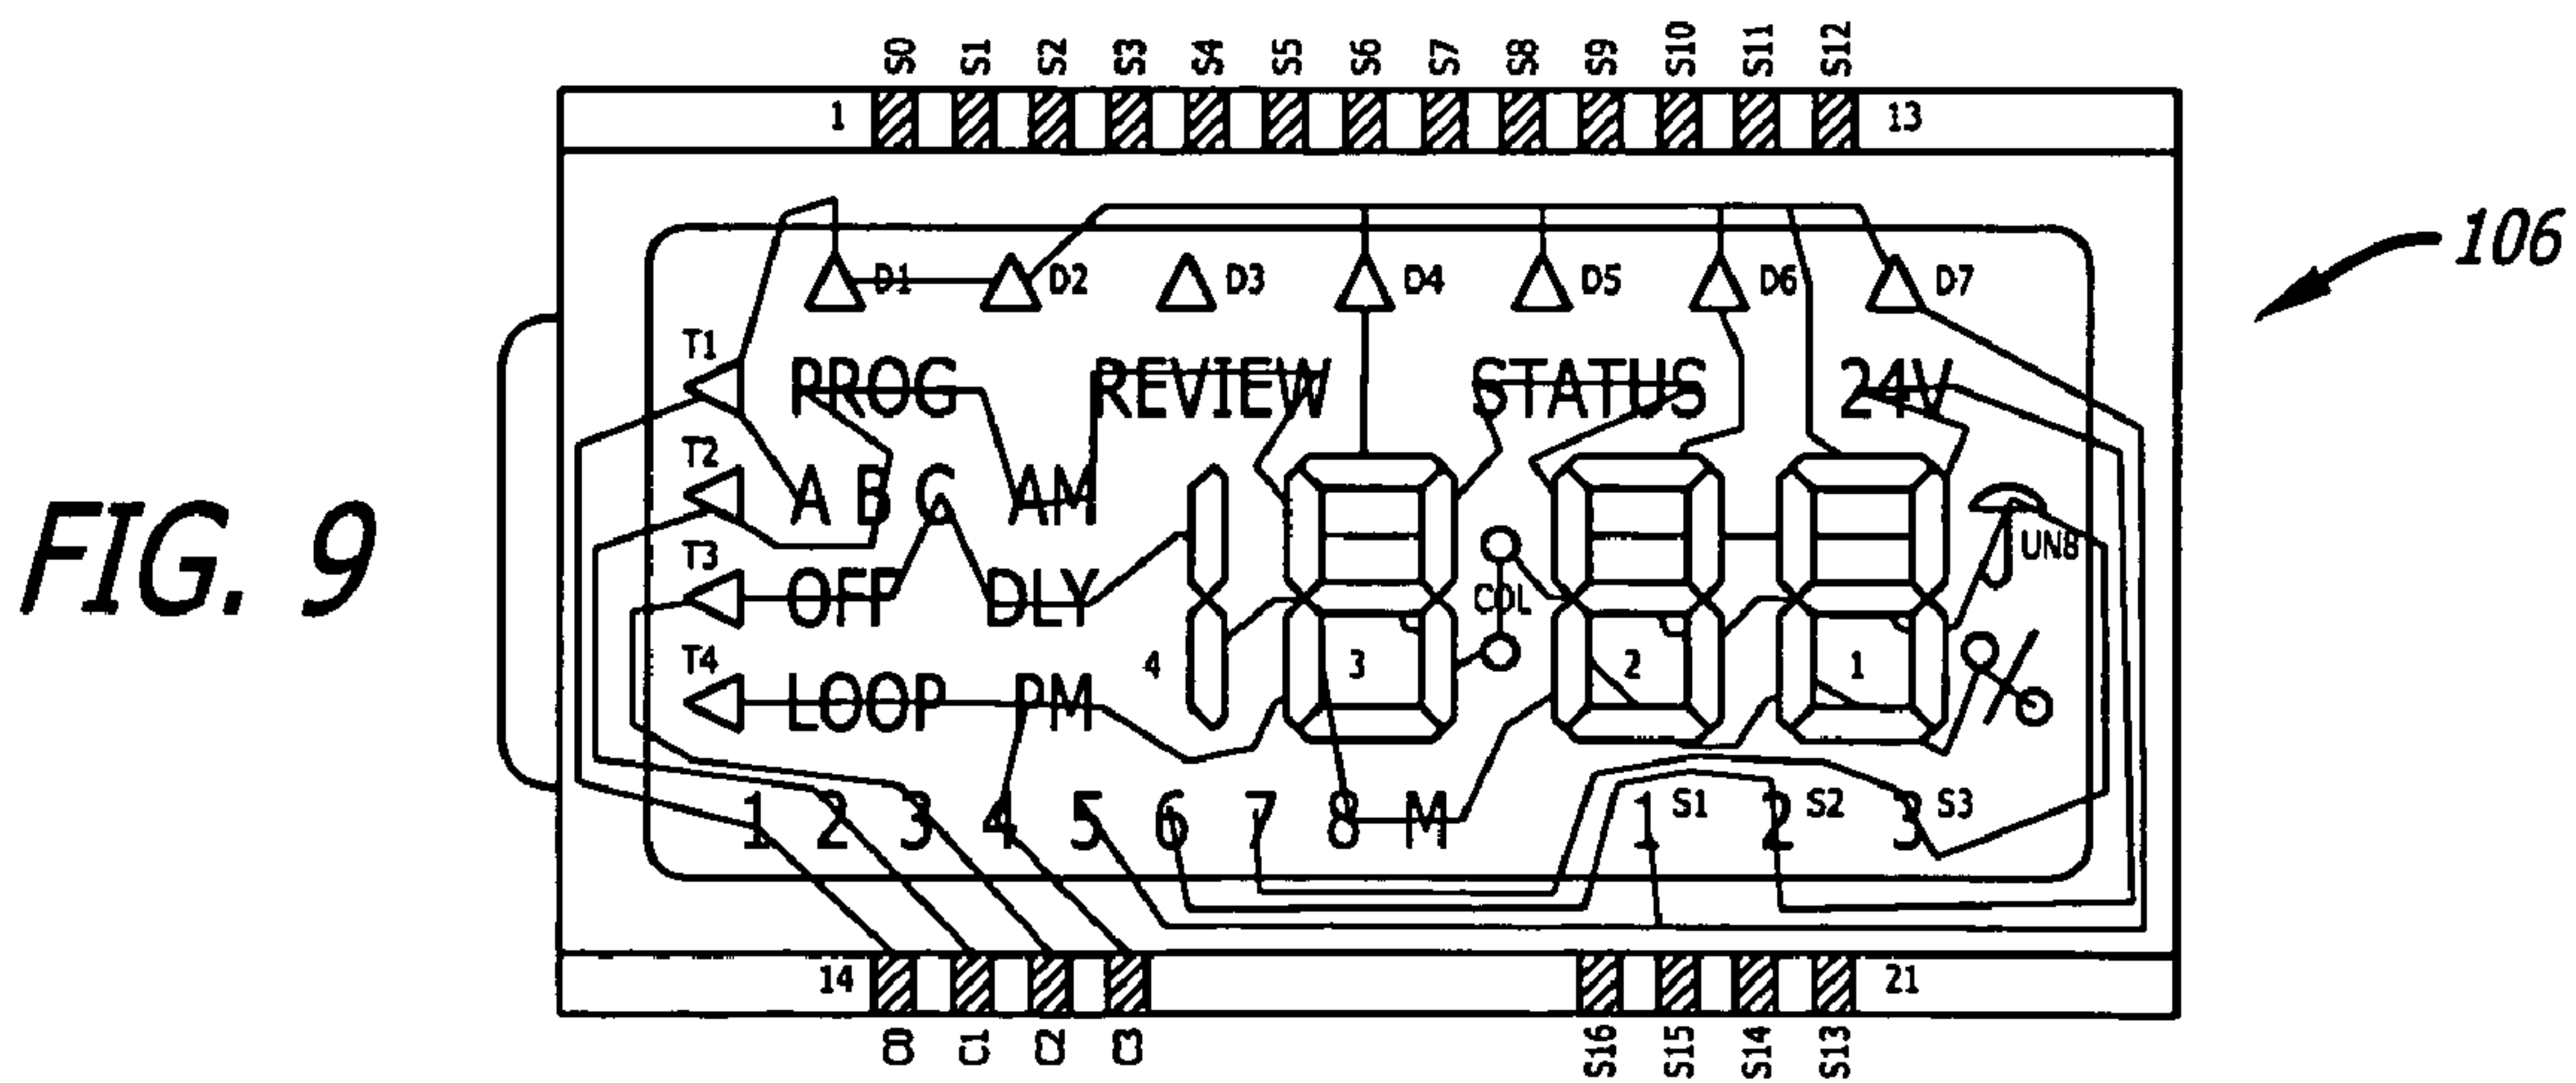 S0 S1 S2 S3 S4 S5 S6 S7 S8 S9 S10 S11 S12
1 13
106
D1 D2 D3 D4 D5 D6 D7
T1
PROG REVIEW STATUS 24V
T2
A B C AM
FIG. 9
UNB
T3
OFF DLY COL
T4
4 3 2 1
LOOP PM %
1 2 3 4 5 6 7 8 M 1 S1 2 S2 3 S3
14 21
C0 C1 C2 C3 S16 S15 S14 S13